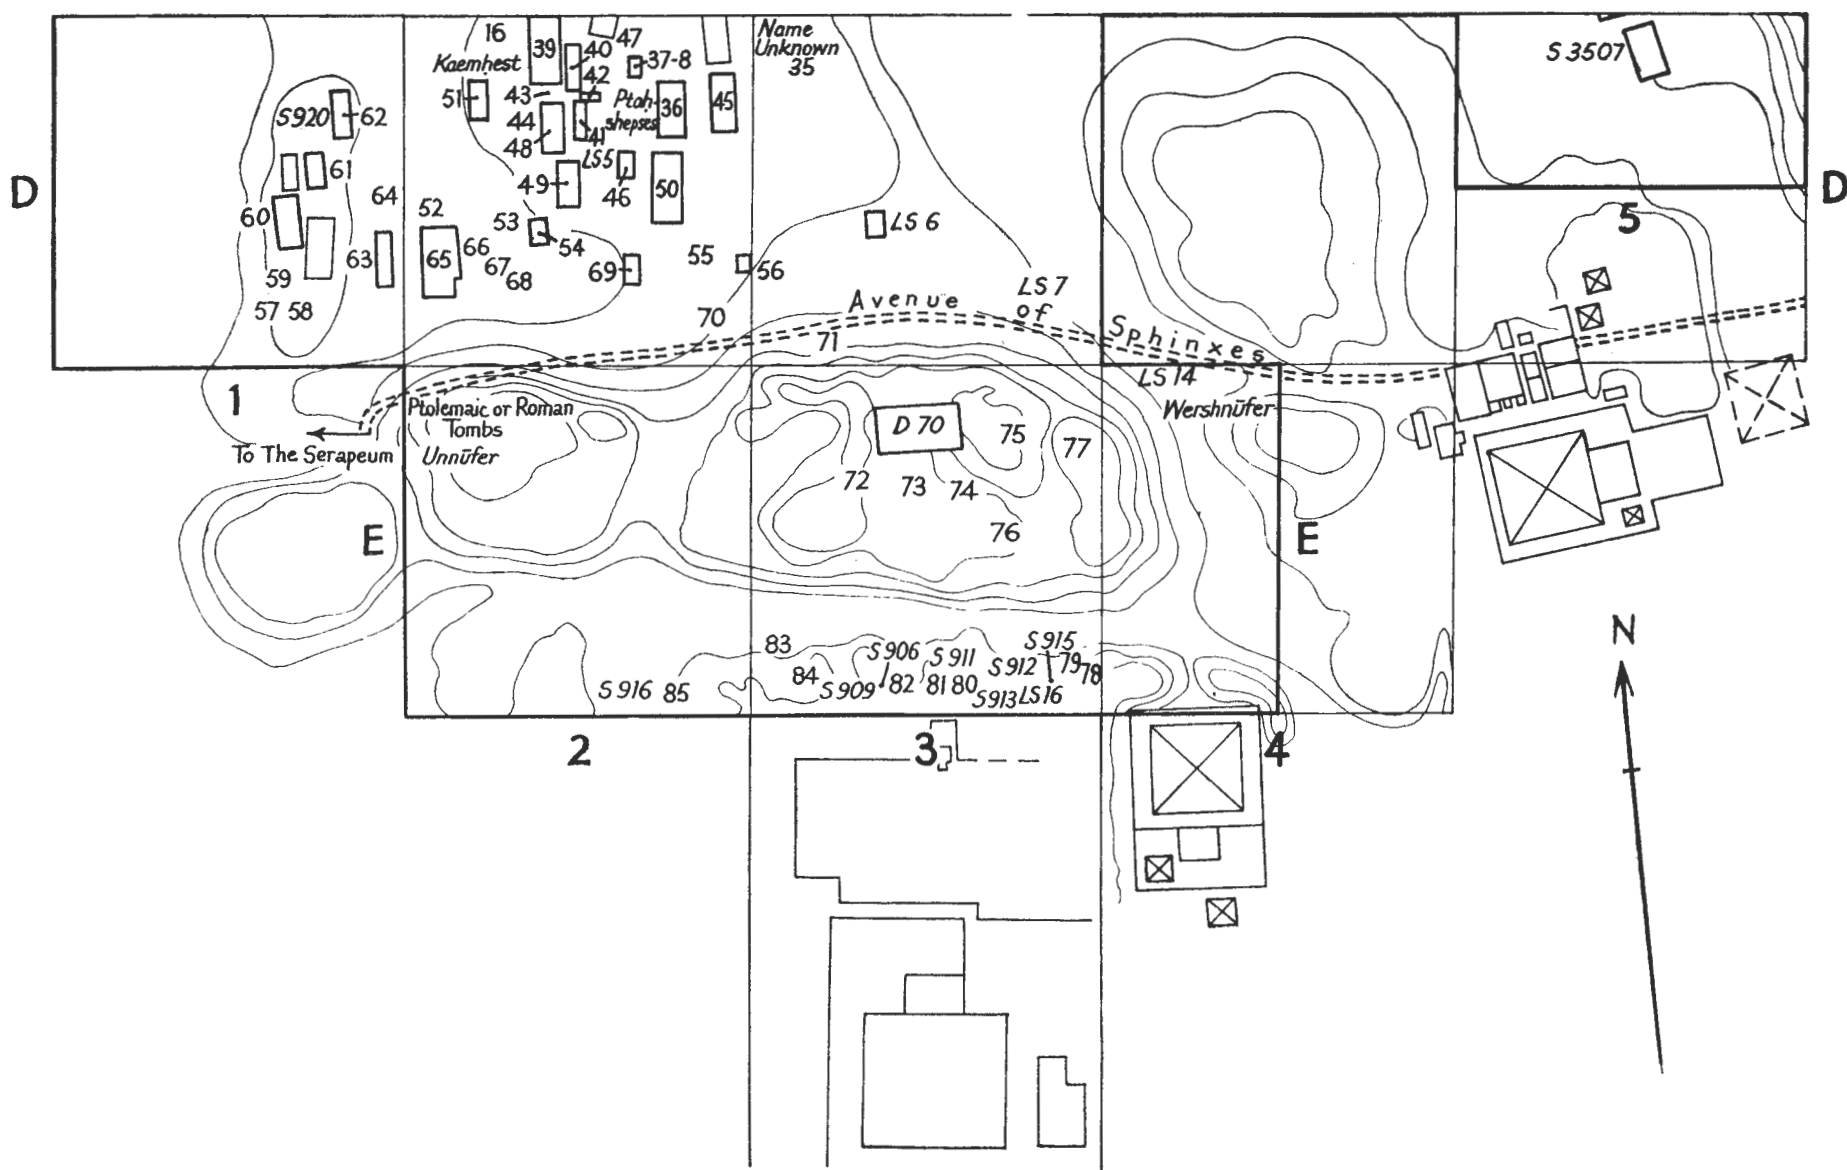 16
39
40
47
42
37-8
Kaemhest
51
43
44
48
41
LS5
Ptah-
shepses
36
45
Name
Unknown
35
S 3507
S920
62
61
64
60
59
63
57 58
49
46
50
52
53
54
65
66
67
68
69
55
56
LS 6
D
D
5
70
71
Avenue
of
Sphinxes
LS 7
LS 14
Wershnūfer
1
To The Serapeum
Ptolemaic or Roman
Tombs
Unnūfer
D 70
75
77
72
73
74
76
E
E
N
83
84
S 906
S 909
82
S 911
81
80
S 912
S 913
S 915
LS 16
79
78
S 916
85
2
3
4